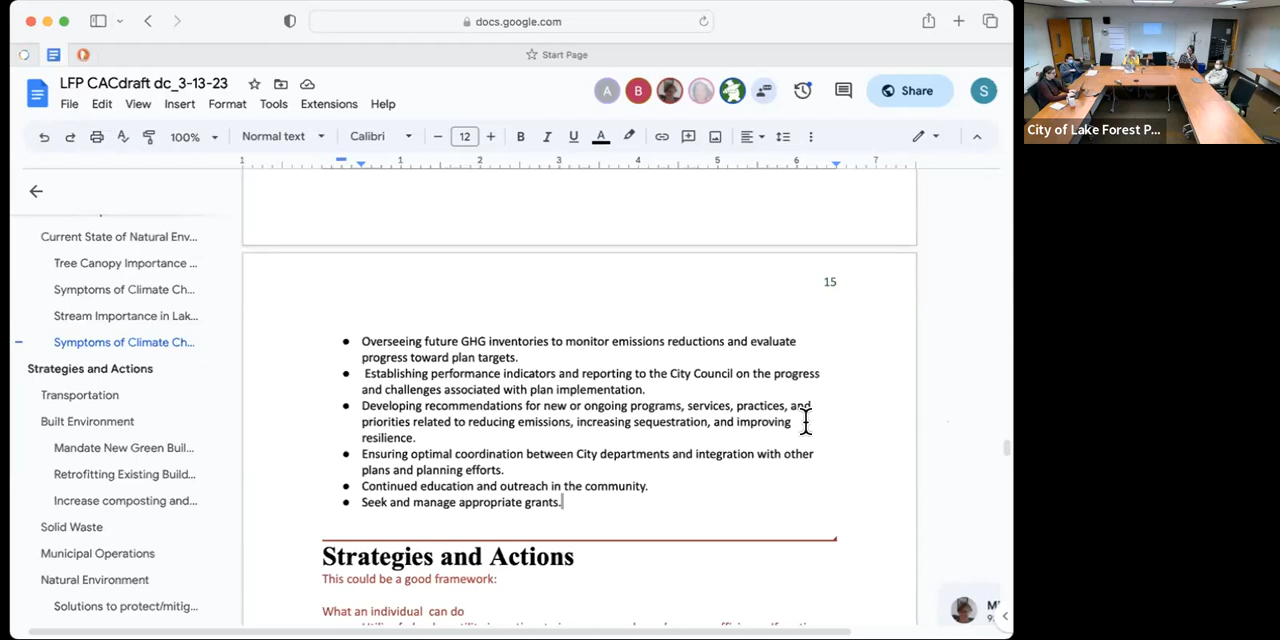 docs.google.com
Start Page
LFP CACdraft dc_3-13-23
File Edit View Insert Format Tools Extensions Help
A B Share S
100% Normal text Calibri 12 B I U A
1 1 2 3 4 5 6 7
Current State of Natural Env...
Tree Canopy Importance ...
Symptoms of Climate Ch...
Stream Importance in Lak...
Symptoms of Climate Ch...
Strategies and Actions
Transportation
Built Environment
Mandate New Green Buil...
Retrofitting Existing Build...
Increase composting and...
Solid Waste
Municipal Operations
Natural Environment
Solutions to protect/mitig...
15
● Overseeing future GHG inventories to monitor emissions reductions and evaluate
progress toward plan targets.
● Establishing performance indicators and reporting to the City Council on the progress
and challenges associated with plan implementation.
● Developing recommendations for new or ongoing programs, services, practices, and
priorities related to reducing emissions, increasing sequestration, and improving
resilience.
● Ensuring optimal coordination between City departments and integration with other
plans and planning efforts.
● Continued education and outreach in the community.
● Seek and manage appropriate grants.
Strategies and Actions
This could be a good framework:
What an individual can do
City of Lake Forest P...